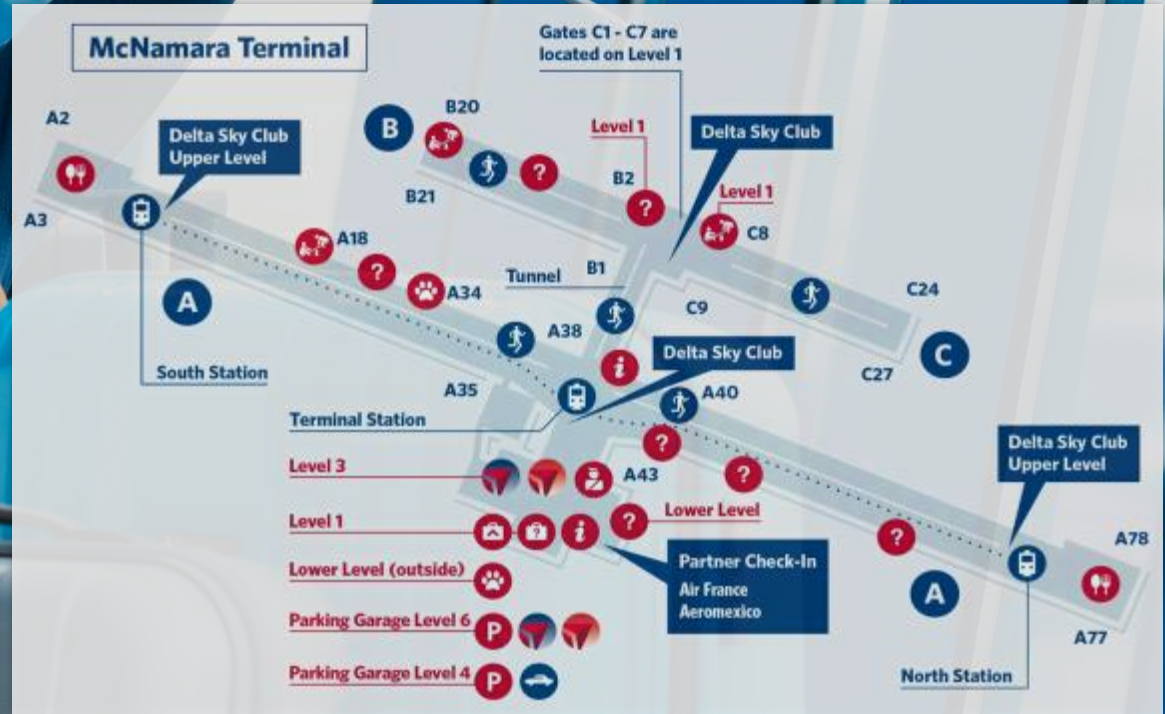 McNamara Terminal
Gates C1 - C7 are
located on Level 1
A2
B20
B
Level 1
Delta Sky Club
Delta Sky Club
Upper Level
?
B2
?
Level 1
B21
A3
C8
A18
?
Tunnel
B1
A34
A
C9
C24
A38
Delta Sky Club
C
South Station
i
C27
A35
A40
Terminal Station
?
Delta Sky Club
Upper Level
Level 3
A43
?
Level 1
?
i
?
Lower Level
?
A78
Partner Check-In
Air France
Aeromexico
Lower Level (outside)
A
Parking Garage Level 6
P
A77
Parking Garage Level 4
P
North Station